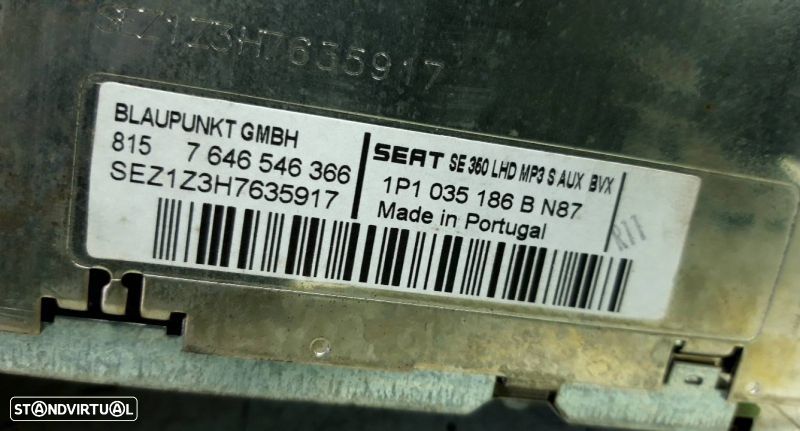 SEZ1Z3H7635917
BLAUPUNKT GMBH
815 7 646 546 366
SEZ1Z3H7635917
SEAT SE 360 LHD MP3 S AUX BVX
1P1 035 186 B N87
Made in Portugal
STANDVIRTUAL